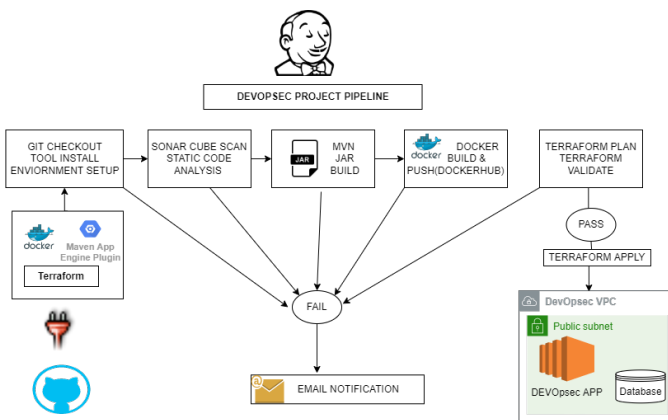 DEVOPSEC PROJECT PIPELINE
GIT CHECKOUT
TOOL INSTALL
ENVIORNMENT SETUP
SONAR CUBE SCAN
STATIC CODE
ANALYSIS
JAR
MVN
JAR
BUILD
docker
DOCKER
BUILD &
PUSH(DOCKERHUB)
TERRAFORM PLAN
TERRAFORM
VALIDATE
docker
Maven App
Engine Plugin
Terraform
PASS
TERRAFORM APPLY
FAIL
DevOpsec VPC
Public subnet
DEVOpsec APP
Database
@
EMAIL NOTIFICATION